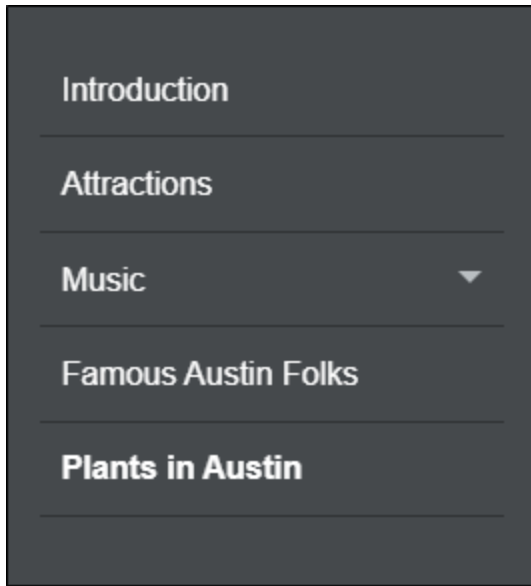 Introduction
Attractions
Music
Famous Austin Folks
Plants in Austin